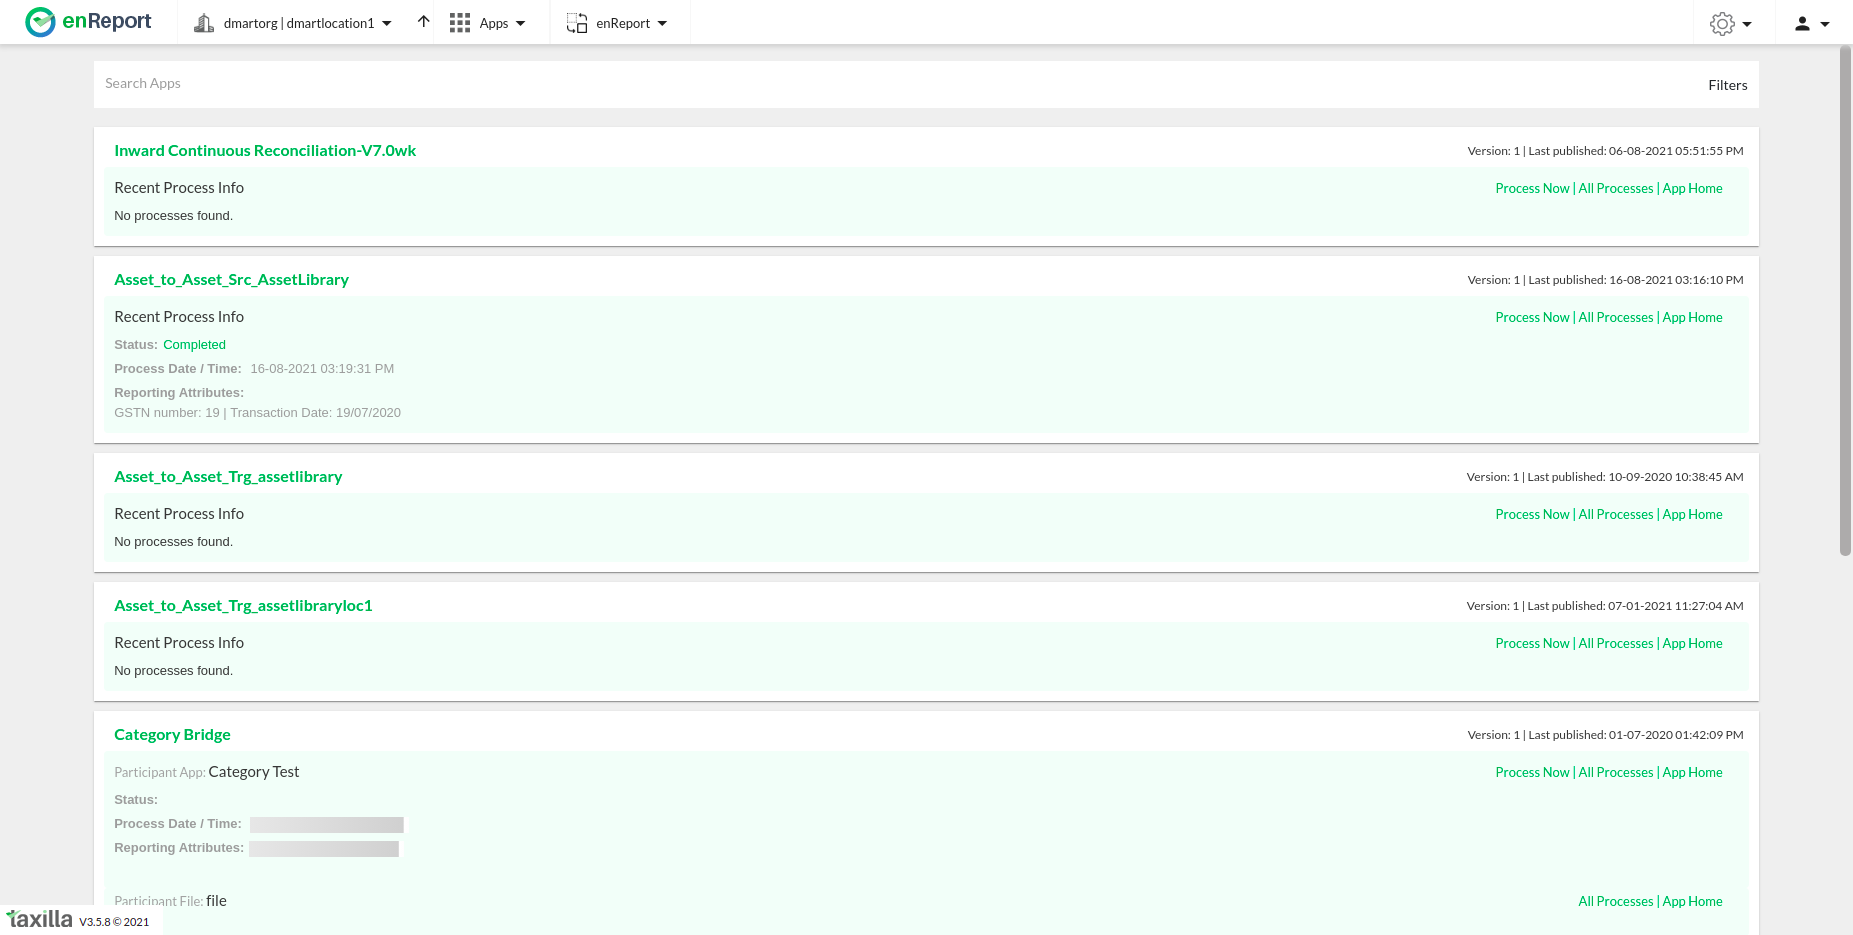 enReport dmartorg | dmartlocation1 Apps enReport
Search Apps Filters
Inward Continuous Reconciliation-V7.0wk Version: 1 | Last published: 06-08-2021 05:51:55 PM
Recent Process Info Process Now | All Processes | App Home
No processes found.
Asset_to_Asset_Src_AssetLibrary Version: 1 | Last published: 16-08-2021 03:16:10 PM
Recent Process Info Process Now | All Processes | App Home
Status: Completed
Process Date / Time: 16-08-2021 03:19:31 PM
Reporting Attributes:
GSTN number: 19 | Transaction Date: 19/07/2020
Asset_to_Asset_Trg_assetlibrary Version: 1 | Last published: 10-09-2020 10:38:45 AM
Recent Process Info Process Now | All Processes | App Home
No processes found.
Asset_to_Asset_Trg_assetlibraryloc1 Version: 1 | Last published: 07-01-2021 11:27:04 AM
Recent Process Info Process Now | All Processes | App Home
No processes found.
Category Bridge Version: 1 | Last published: 01-07-2020 01:42:09 PM
Participant App: Category Test Process Now | All Processes | App Home
Status:
Process Date / Time:
Reporting Attributes:
Participant File: file All Processes | App Home
taxilla V3.5.8 © 2021